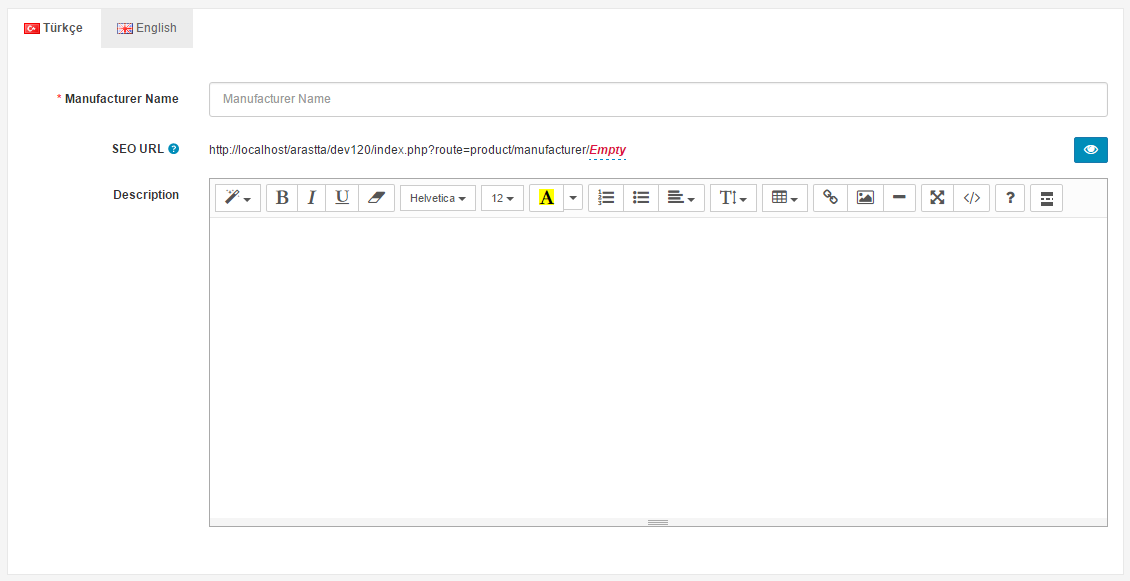 Türkçe English
* Manufacturer Name Manufacturer Name
SEO URL ? http://localhost/arastta/dev120/index.php?route=product/manufacturer/Empty
Description B I U Helvetica 12 A T </> ?